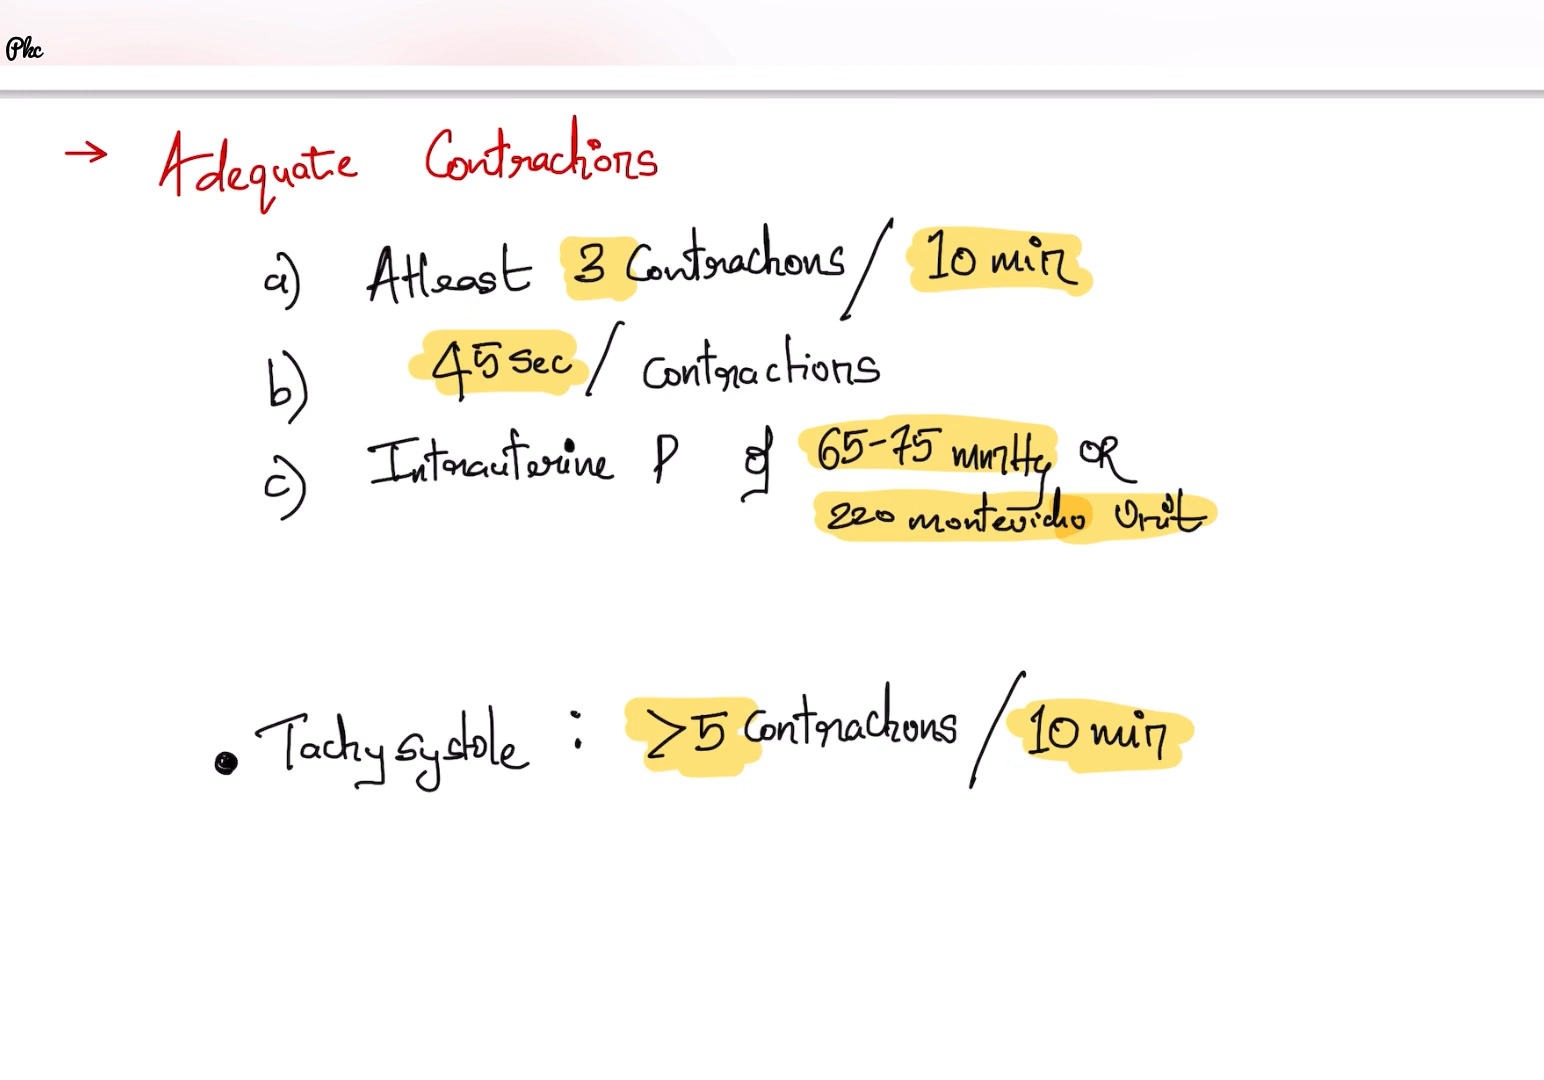 Pkc
→ Adequate Contractions
a) Atleast 3 Contractions / 10 min
b) 45 sec / contractions
c) Intrauterine P of 65-75 mmHg OR
220 montevideo Unit
• Tachysystole : >5 Contractions / 10 min